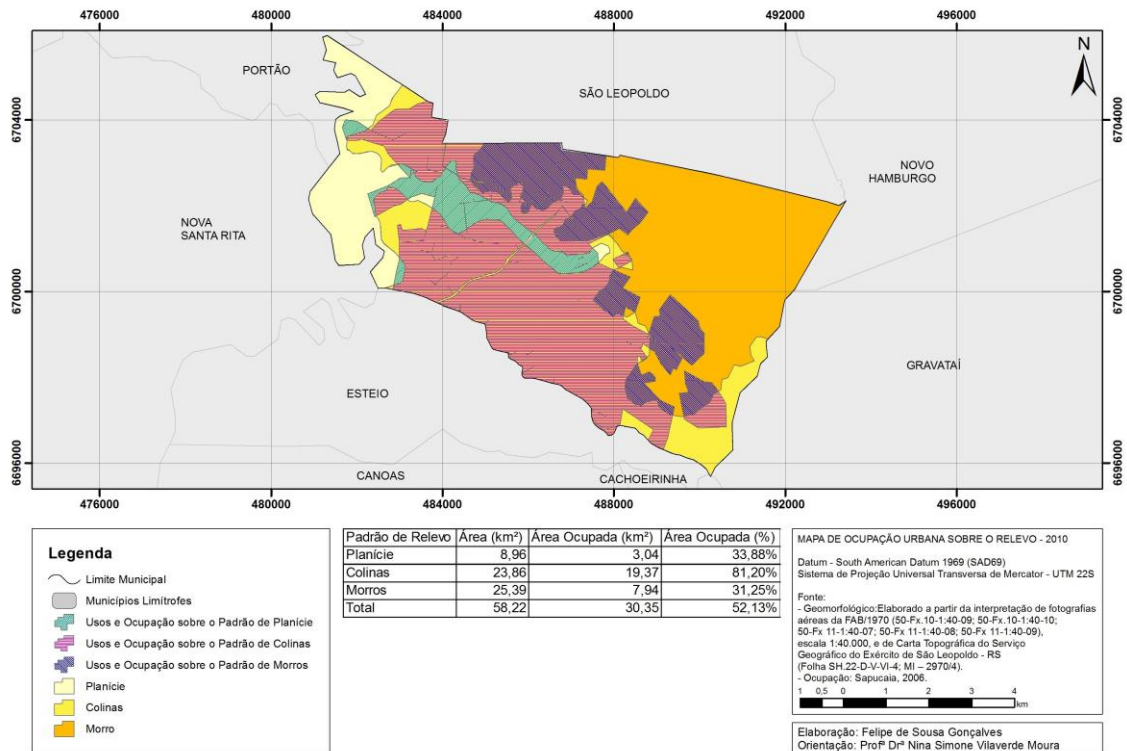 476000 480000 484000 488000 492000 496000
N
PORTÃO
SÃO LEOPOLDO
6704000 6704000
NOVO
HAMBURGO
NOVA
SANTA RITA
6700000 6700000
GRAVATAÍ
ESTEIO
6696000 6696000
CANOAS
CACHOEIRINHA
476000 480000 484000 488000 492000 496000
Legenda
Limite Municipal
Municípios Limítrofes
Usos e Ocupação sobre o Padrão de Planície
Usos e Ocupação sobre o Padrão de Colinas
Usos e Ocupação sobre o Padrão de Morros
Planície
Colinas
Morro
Padrão de Relevo Área (km²) Área Ocupada (km²) Área Ocupada (%)
Planície 8,96 3,04 33,88%
Colinas 23,86 19,37 81,20%
Morros 25,39 7,94 31,25%
Total 58,22 30,35 52,13%
MAPA DE OCUPAÇÃO URBANA SOBRE O RELEVO - 2010
Datum - South American Datum 1969 (SAD69)
Sistema de Projeção Universal Transversa de Mercator - UTM 22S
Fonte:
- Geomorfológico:Elaborado a partir da interpretação de fotografias
aéreas da FAB/1970 (50-Fx.10-1:40-09; 50-Fx.10-1:40-10;
50-Fx 11-1:40-07; 50-Fx 11-1:40-08; 50-Fx 11-1:40-09),
escala 1:40.000, e de Carta Topográfica do Serviço
Geográfico do Exército de São Leopoldo - RS
(Folha SH.22-D-V-VI-4; MI – 2970/4).
- Ocupação: Sapucaia, 2006.
1 0,5 0 1 2 3 4
km
Elaboração: Felipe de Sousa Gonçalves
Orientação: Profª Drª Nina Simone Vilaverde Moura